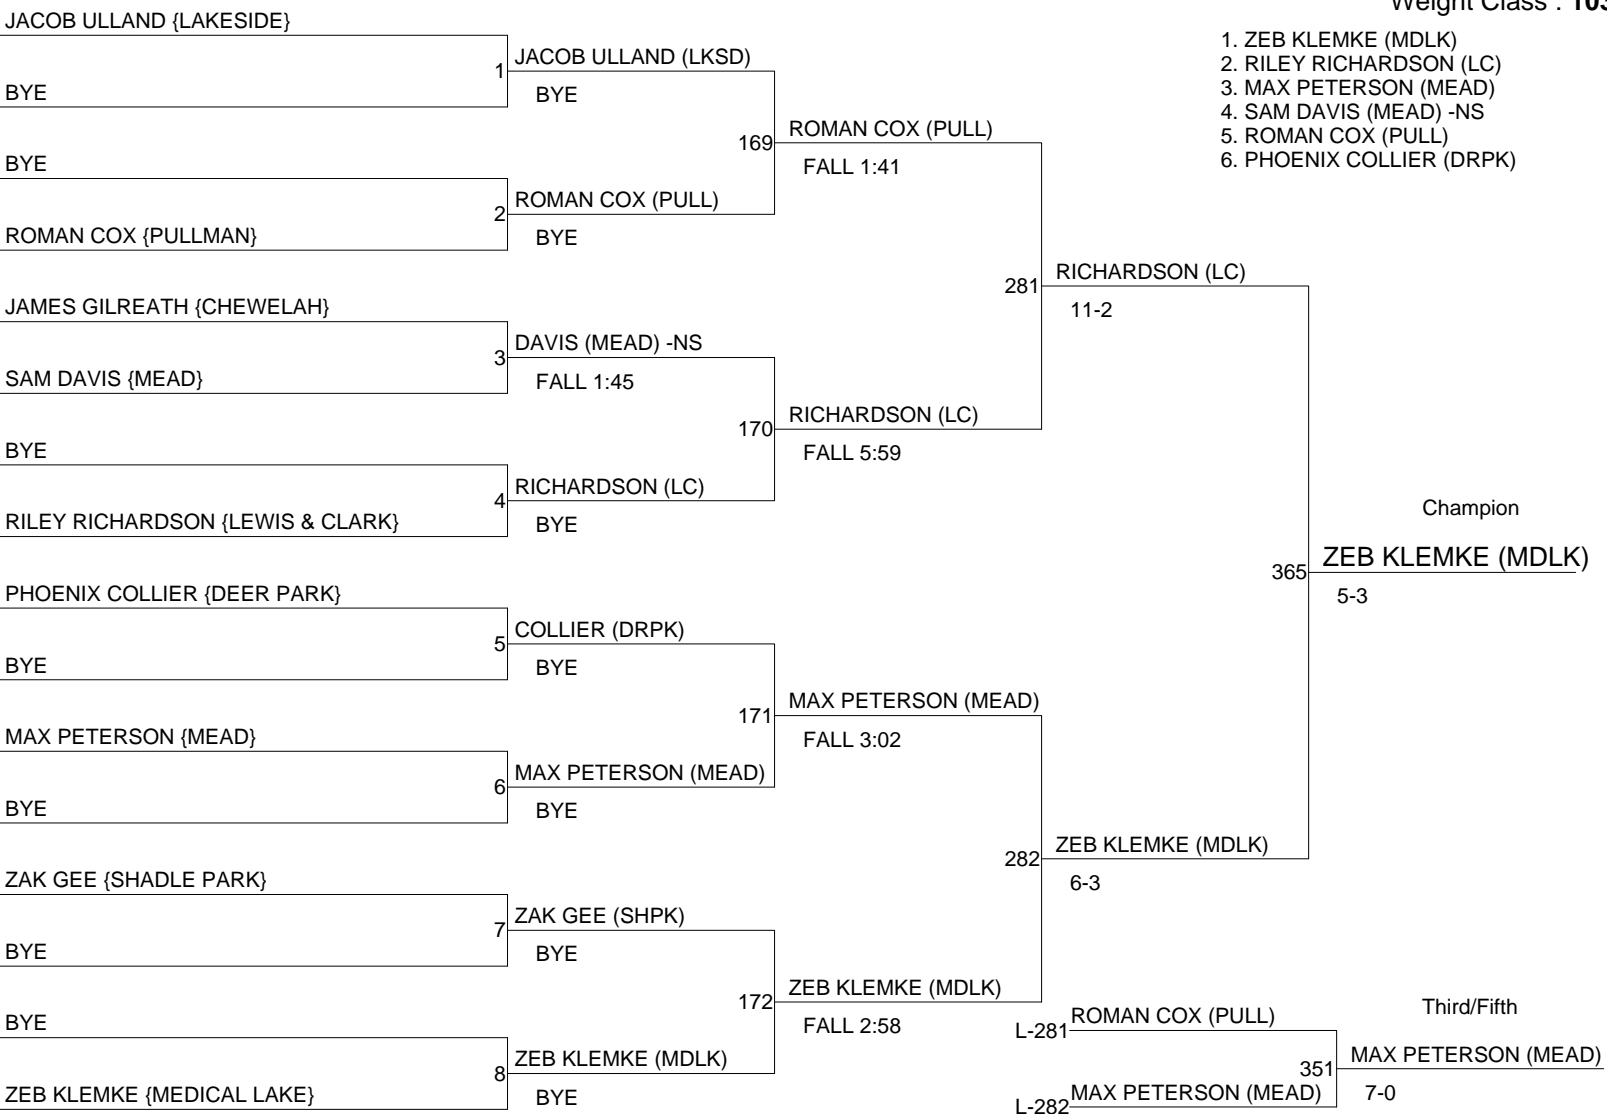 Weight Class : 103
JACOB ULLAND {LAKESIDE}
1. ZEB KLEMKE (MDLK)
2. RILEY RICHARDSON (LC)
3. MAX PETERSON (MEAD)
4. SAM DAVIS (MEAD) -NS
5. ROMAN COX (PULL)
6. PHOENIX COLLIER (DRPK)
1 JACOB ULLAND (LKSD)
BYE
BYE
169 ROMAN COX (PULL)
FALL 1:41
BYE
2 ROMAN COX (PULL)
BYE
ROMAN COX {PULLMAN}
281 RICHARDSON (LC)
11-2
JAMES GILREATH {CHEWELAH}
3 DAVIS (MEAD) -NS
FALL 1:45
SAM DAVIS {MEAD}
170 RICHARDSON (LC)
FALL 5:59
BYE
4 RICHARDSON (LC)
BYE
RILEY RICHARDSON {LEWIS & CLARK}
Champion
365 ZEB KLEMKE (MDLK)
5-3
PHOENIX COLLIER {DEER PARK}
5 COLLIER (DRPK)
BYE
BYE
171 MAX PETERSON (MEAD)
FALL 3:02
MAX PETERSON {MEAD}
6 MAX PETERSON (MEAD)
BYE
BYE
282 ZEB KLEMKE (MDLK)
6-3
ZAK GEE {SHADLE PARK}
7 ZAK GEE (SHPK)
BYE
BYE
172 ZEB KLEMKE (MDLK)
FALL 2:58
BYE
8 ZEB KLEMKE (MDLK)
BYE
ZEB KLEMKE {MEDICAL LAKE}
Third/Fifth
L-281 ROMAN COX (PULL)
351 MAX PETERSON (MEAD)
7-0
L-282 MAX PETERSON (MEAD)